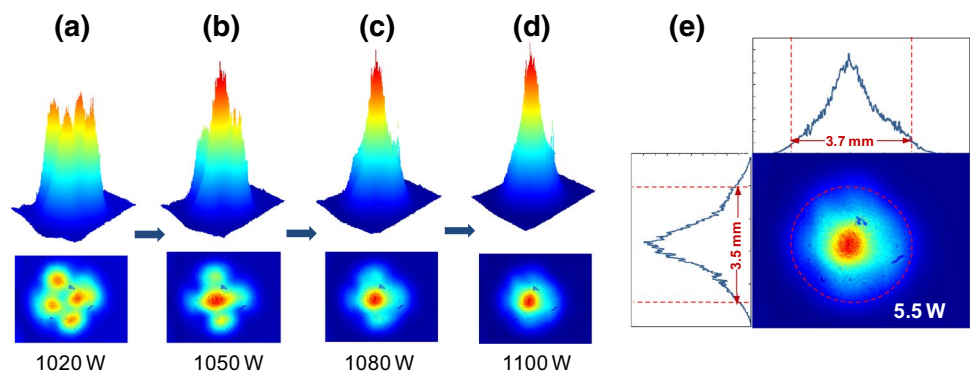 (a)
(b)
(c)
(d)
(e)
3.7 mm
3.5 mm
5.5 W
1020 W
1050 W
1080 W
1100 W